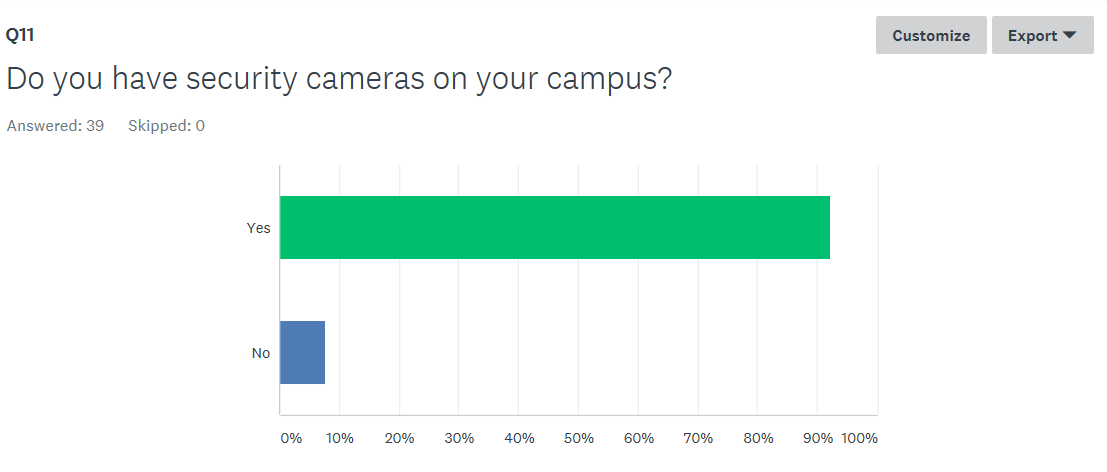 Q11
Customize
Export
Do you have security cameras on your campus?
Answered: 39 Skipped: 0
Yes
No
0% 10% 20% 30% 40% 50% 60% 70% 80% 90% 100%